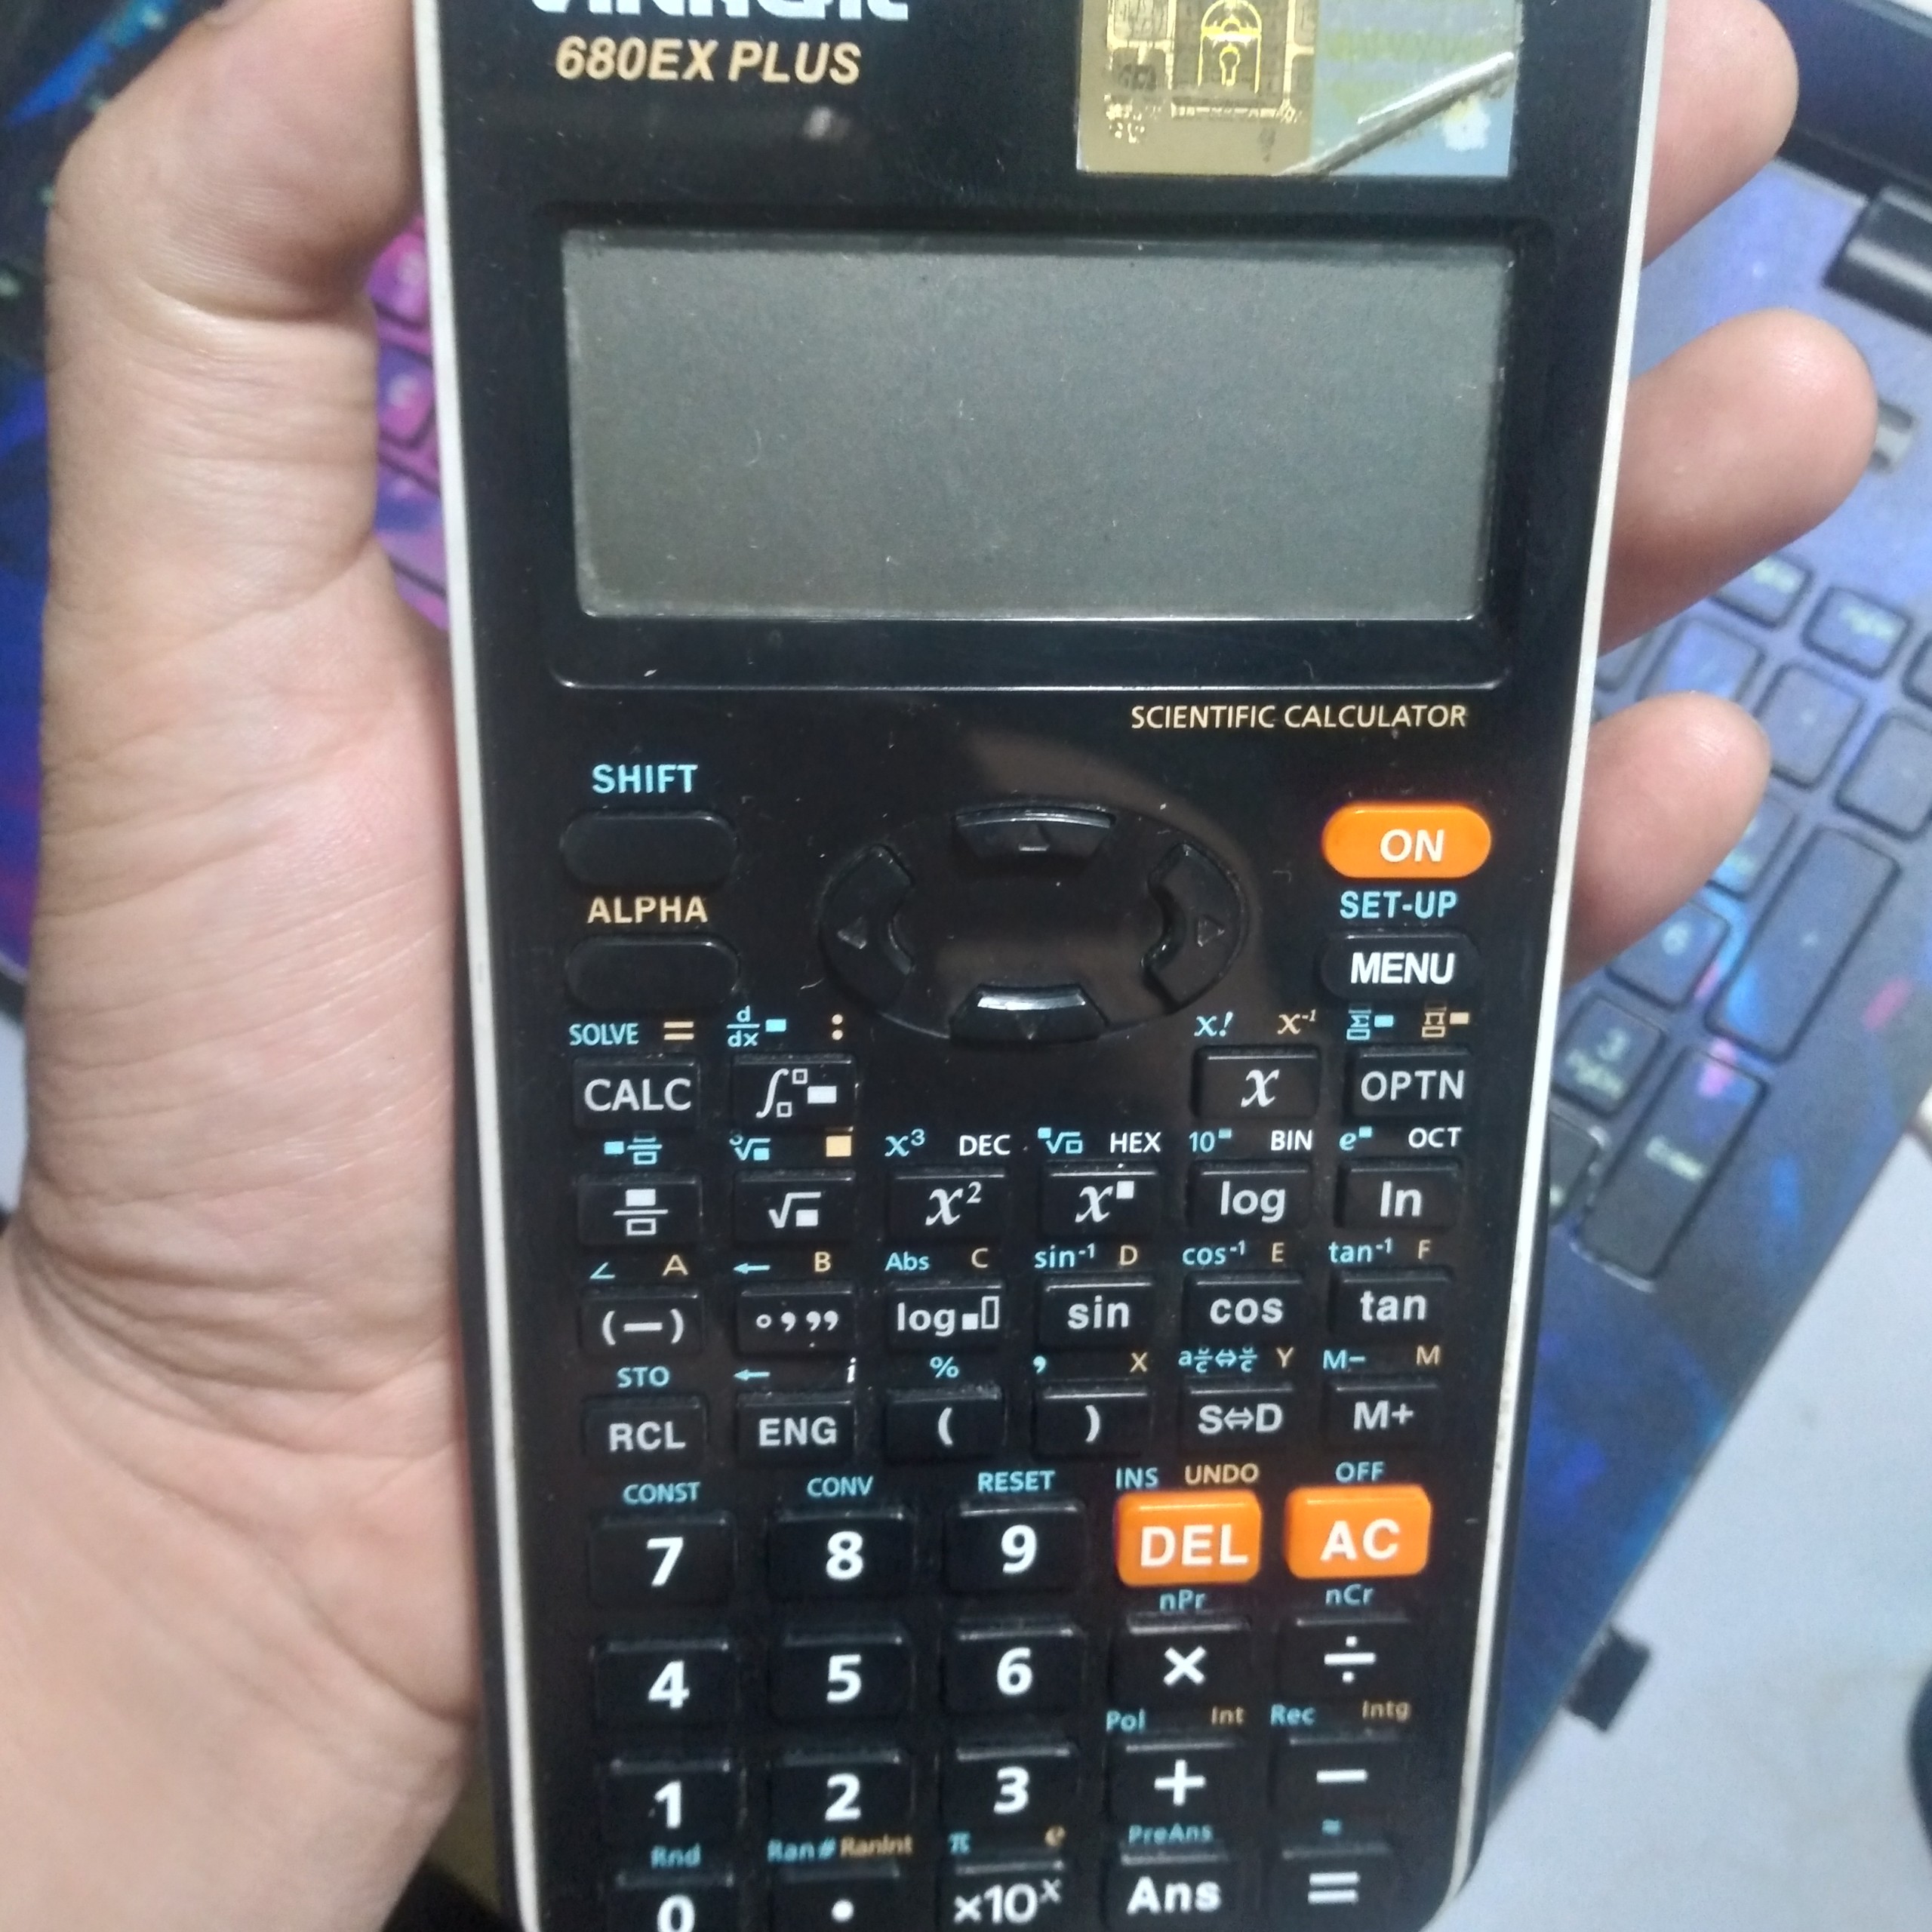 680EX PLUS
SCIENTIFIC CALCULATOR
SHIFT
ON
ALPHA
SET-UP
MENU
SOLVE = d/dx▪ : x! x⁻¹ Σ▪ Π▪
CALC ∫▪ x OPTN
▪▫/▫ ³√▪ ▪ x³ DEC ▪√▫ HEX 10▪ BIN e▪ OCT
▪/▫ √▪ x² x▪ log ln
∠ A ← B Abs C sin⁻¹ D cos⁻¹ E tan⁻¹ F
(—) ° , ,, log▪▯ sin cos tan
STO ← i % , X a b/c⇔d/c Y M− M
RCL ENG ( ) S⇔D M+
CONST CONV RESET INS UNDO OFF
7 8 9 DEL AC
nPr nCr
4 5 6 × ÷
Pol Int Rec Intg
1 2 3 + −
Rnd Ran# RanInt π e PreAns ≈
0 • ×10ˣ Ans =